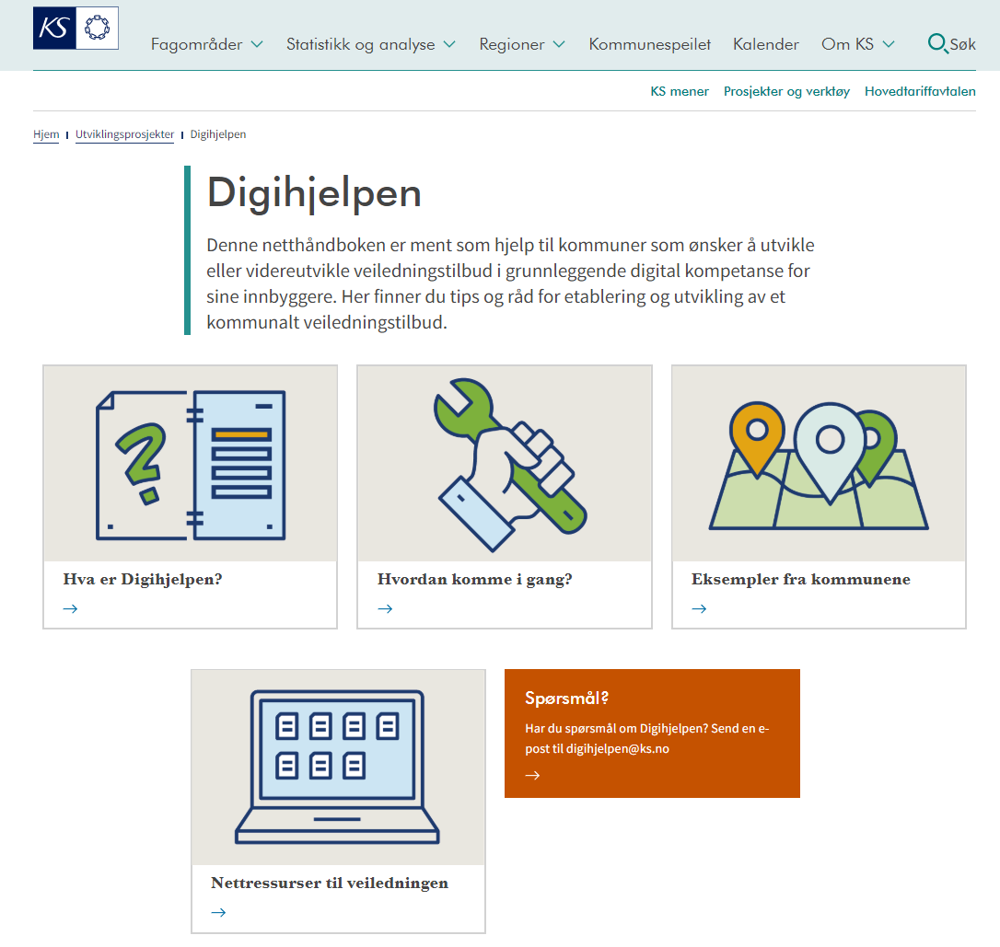 KS
Fagområder Statistikk og analyse Regioner Kommunespeilet Kalender Om KS Søk
KS mener Prosjekter og verktøy Hovedtariffavtalen
Hjem Utviklingsprosjekter Digihjelpen
Digihjelpen
Denne netthåndboken er ment som hjelp til kommuner som ønsker å utvikle
eller videreutvikle veiledningstilbud i grunnleggende digital kompetanse for
sine innbyggere. Her finner du tips og råd for etablering og utvikling av et
kommunalt veiledningstilbud.
?
Hva er Digihjelpen?
Hvordan komme i gang?
Eksempler fra kommunene
Nettressurser til veiledningen
Spørsmål?
Har du spørsmål om Digihjelpen? Send en e-
post til digihjelpen@ks.no